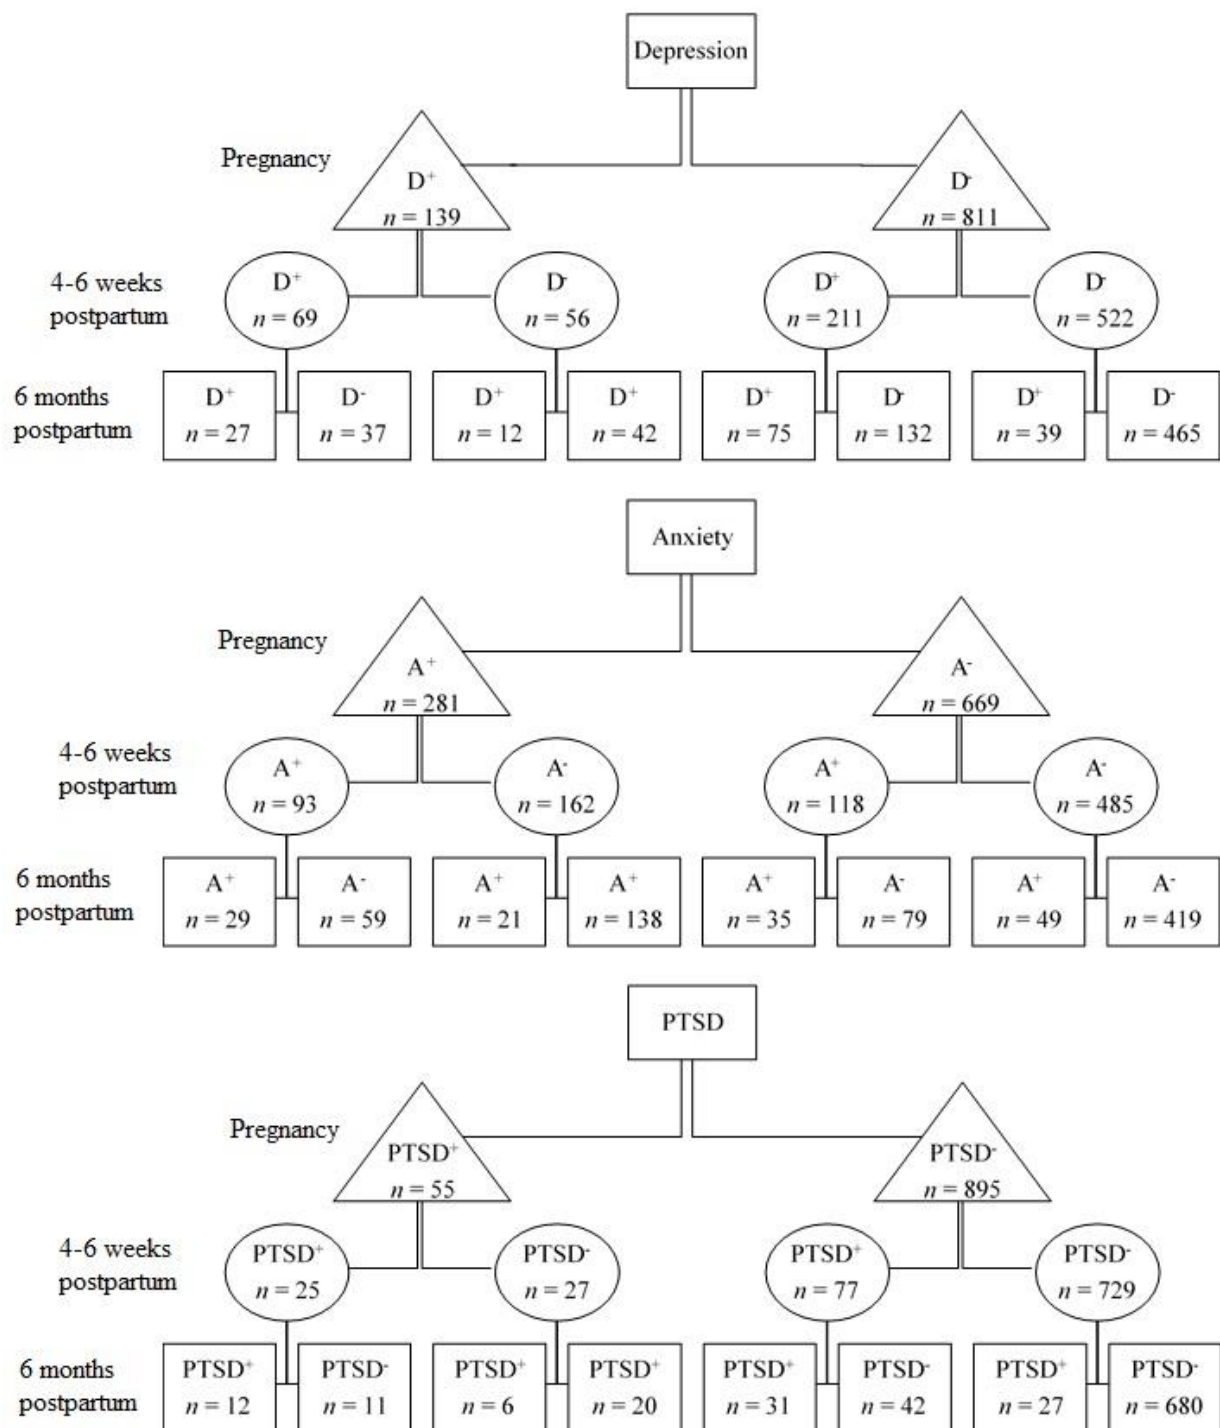 Depression
Pregnancy
D⁺ D⁻
n = 139 n = 811
4-6 weeks
postpartum
D⁺ D⁻ D⁺ D⁻
n = 69 n = 56 n = 211 n = 522
6 months
postpartum
D⁺ D⁻ D⁺ D⁺ D⁺ D⁻ D⁺ D⁻
n = 27 n = 37 n = 12 n = 42 n = 75 n = 132 n = 39 n = 465
Anxiety
Pregnancy
A⁺ A⁻
n = 281 n = 669
4-6 weeks
postpartum
A⁺ A⁻ A⁺ A⁻
n = 93 n = 162 n = 118 n = 485
6 months
postpartum
A⁺ A⁻ A⁺ A⁺ A⁺ A⁻ A⁺ A⁻
n = 29 n = 59 n = 21 n = 138 n = 35 n = 79 n = 49 n = 419
PTSD
Pregnancy
PTSD⁺ PTSD⁻
n = 55 n = 895
4-6 weeks
postpartum
PTSD⁺ PTSD⁻ PTSD⁺ PTSD⁻
n = 25 n = 27 n = 77 n = 729
6 months
postpartum
PTSD⁺ PTSD⁻ PTSD⁺ PTSD⁺ PTSD⁺ PTSD⁻ PTSD⁺ PTSD⁻
n = 12 n = 11 n = 6 n = 20 n = 31 n = 42 n = 27 n = 680